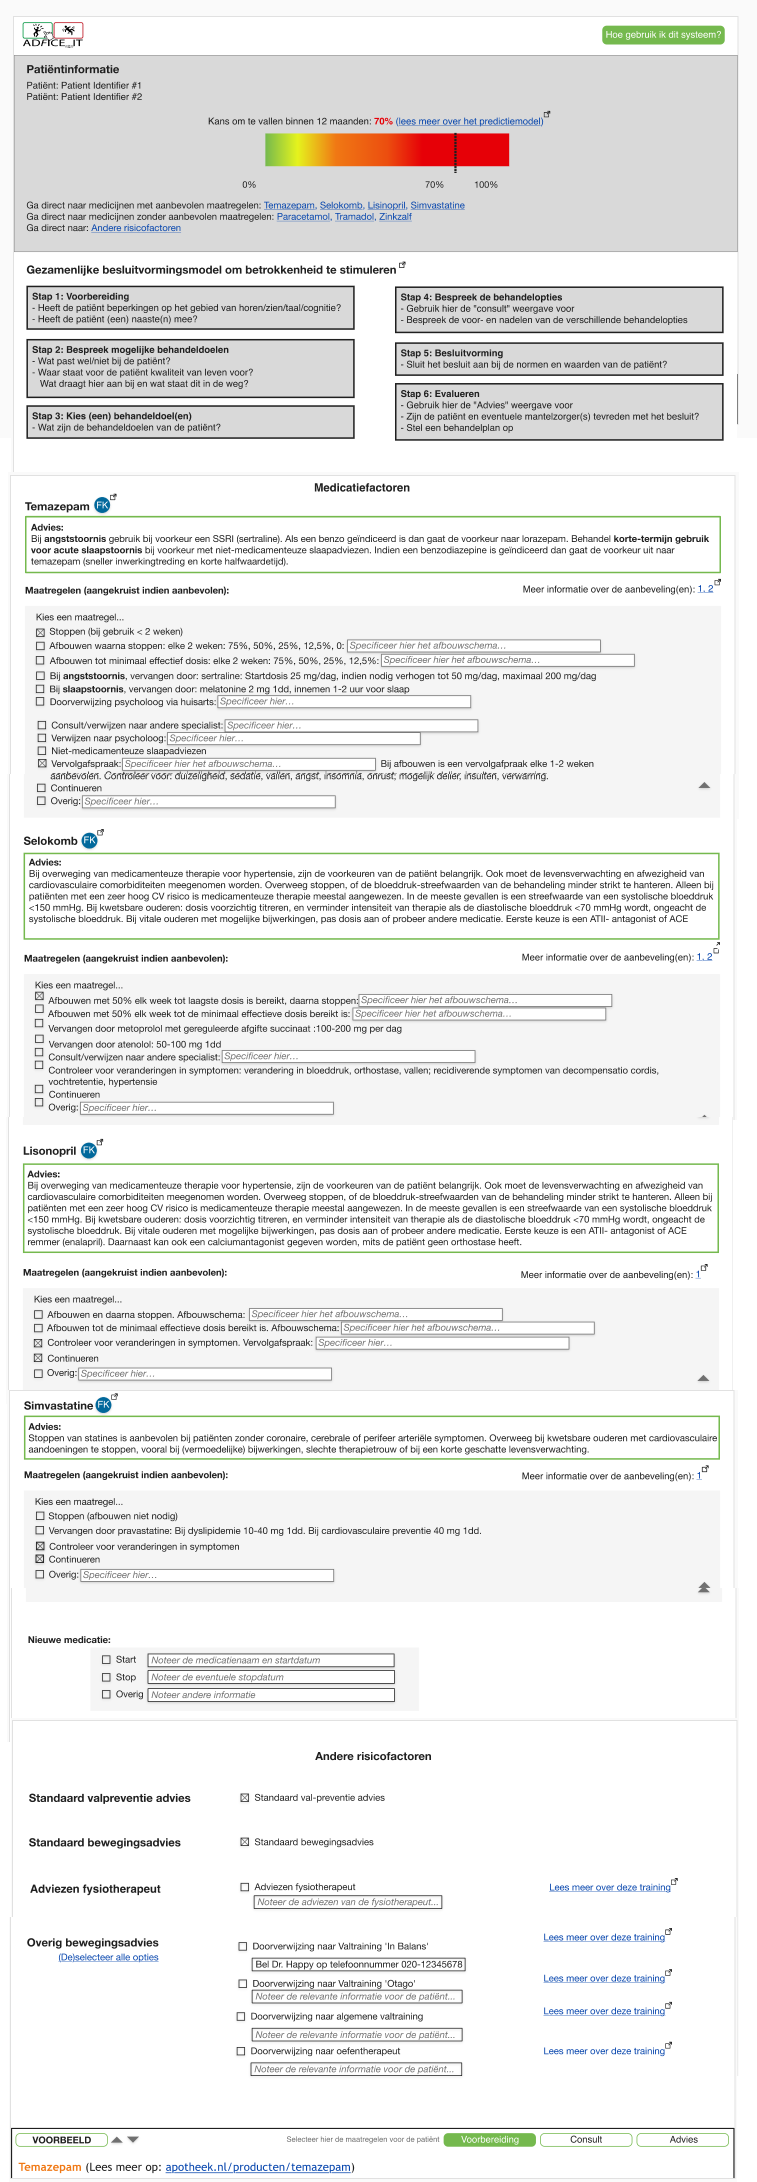 ADFICE_IT
Hoe gebruik ik dit systeem?
Patiëntinformatie
Patiënt: Patient Identifier #1
Patiënt: Patient Identifier #2
Kans om te vallen binnen 12 maanden: 70% (lees meer over het predictiemodel)
0% 70% 100%
Ga direct naar medicijnen met aanbevolen maatregelen: Temazepam, Selokomb, Lisinopril, Simvastatine
Ga direct naar medicijnen zonder aanbevolen maatregelen: Paracetamol, Tramadol, Zinkzalf
Ga direct naar: Andere risicofactoren
Gezamenlijke besluitvormingsmodel om betrokkenheid te stimuleren
Stap 1: Voorbereiding
- Heeft de patiënt beperkingen op het gebied van horen/zien/taal/cognitie?
- Heeft de patiënt (een) naaste(n) mee?
Stap 2: Bespreek mogelijke behandeldoelen
- Wat past wel/niet bij de patiënt?
- Waar staat voor de patiënt kwaliteit van leven voor?
Wat draagt hier aan bij en wat staat dit in de weg?
Stap 3: Kies (een) behandeldoel(en)
- Wat zijn de behandeldoelen van de patiënt?
Stap 4: Bespreek de behandelopties
- Gebruik hier de "consult" weergave voor
- Bespreek de voor- en nadelen van de verschillende behandelopties
Stap 5: Besluitvorming
- Sluit het besluit aan bij de normen en waarden van de patiënt?
Stap 6: Evalueren
- Gebruik hier de "Advies" weergave voor
- Zijn de patiënt en eventuele mantelzorger(s) tevreden met het besluit?
- Stel een behandelplan op
Medicatiefactoren
Temazepam FK
Advies:
Bij angststoornis gebruik bij voorkeur een SSRI (sertraline). Als een benzo geïndiceerd is dan gaat de voorkeur naar lorazepam. Behandel korte-termijn gebruik
voor acute slaapstoornis bij voorkeur met niet-medicamenteuze slaapadviezen. Indien een benzodiazepine is geïndiceerd dan gaat de voorkeur uit naar
temazepam (sneller inwerkingtreding en korte halfwaardetijd).
Maatregelen (aangekruist indien aanbevolen): Meer informatie over de aanbeveling(en): 1, 2
Kies een maatregel...
Stoppen (bij gebruik < 2 weken)
Afbouwen waarna stoppen: elke 2 weken: 75%, 50%, 25%, 12,5%, 0: Specificeer hier het afbouwschema...
Afbouwen tot minimaal effectief dosis: elke 2 weken: 75%, 50%, 25%, 12,5%: Specificeer hier het afbouwschema...
Bij angststoornis, vervangen door: sertraline: Startdosis 25 mg/dag, indien nodig verhogen tot 50 mg/dag, maximaal 200 mg/dag
Bij slaapstoornis, vervangen door: melatonine 2 mg 1dd, innemen 1-2 uur voor slaap
Doorverwijzing psycholoog via huisarts: Specificeer hier...
Consult/verwijzen naar andere specialist: Specificeer hier...
Verwijzen naar psycholoog: Specificeer hier...
Niet-medicamenteuze slaapadviezen
Vervolgafspraak: Specificeer hier... Bij afbouwen is een vervolgafpraak elke 1-2 weken
aanbevolen. Controleer voor: duizeligheid, sedatie, vallen, angst, insomnia, onrust; mogelijk delier, insulten, verwarring.
Continueren
Overig: Specificeer hier...
Selokomb FK
Advies:
Bij overweging van medicamenteuze therapie voor hypertensie, zijn de voorkeuren van de patiënt belangrijk. Ook moet de levensverwachting en afwezigheid van
cardiovasculaire comorbiditeiten meegenomen worden. Overweeg stoppen, of de bloeddruk-streefwaarden van de behandeling minder strikt te hanteren. Alleen bij
patiënten met een zeer hoog CV risico is medicamenteuze therapie meestal aangewezen. In de meeste gevallen is een streefwaarde van een systolische bloeddruk
<150 mmHg. Bij kwetsbare ouderen: dosis voorzichtig titreren, en verminder intensiteit van therapie als de diastolische bloeddruk <70 mmHg wordt, ongeacht de
systolische bloeddruk. Bij vitale ouderen met mogelijke bijwerkingen, pas dosis aan of probeer andere medicatie. Eerste keuze is een ATII- antagonist of ACE
Maatregelen (aangekruist indien aanbevolen): Meer informatie over de aanbeveling(en): 1, 2
Kies een maatregel...
Afbouwen met 50% elk week tot laagste dosis is bereikt, daarna stoppen: Specificeer hier het afbouwschema...
Afbouwen met 50% elk week tot de minimaal effectieve dosis bereikt is: Specificeer hier het afbouwschema...
Vervangen door metoprolol met gereguleerde afgifte succinaat :100-200 mg per dag
Vervangen door atenolol: 50-100 mg 1dd
Consult/verwijzen naar andere specialist: Specificeer hier...
Controleer voor veranderingen in symptomen: verandering in bloeddruk, orthostase, vallen; recidiverende symptomen van decompensatio cordis,
vochtretentie, hypertensie
Continueren
Overig: Specificeer hier...
Lisonopril FK
Advies:
Bij overweging van medicamenteuze therapie voor hypertensie, zijn de voorkeuren van de patiënt belangrijk. Ook moet de levensverwachting en afwezigheid van
cardiovasculaire comorbiditeiten meegenomen worden. Overweeg stoppen, of de bloeddruk-streefwaarden van de behandeling minder strikt te hanteren. Alleen bij
patiënten met een zeer hoog CV risico is medicamenteuze therapie meestal aangewezen. In de meeste gevallen is een streefwaarde van een systolische bloeddruk
<150 mmHg. Bij kwetsbare ouderen: dosis voorzichtig titreren, en verminder intensiteit van therapie als de diastolische bloeddruk <70 mmHg wordt, ongeacht de
systolische bloeddruk. Bij vitale ouderen met mogelijke bijwerkingen, pas dosis aan of probeer andere medicatie. Eerste keuze is een ATII- antagonist of ACE
remmer (enalapril). Daarnaast kan ook een calciumantagonist gegeven worden, mits de patiënt geen orthostase heeft.
Maatregelen (aangekruist indien aanbevolen): Meer informatie over de aanbeveling(en): 1
Kies een maatregel...
Afbouwen en daarna stoppen. Afbouwschema: Specificeer hier het afbouwschema...
Afbouwen tot de minimaal effectieve dosis bereikt is. Afbouwschema: Specificeer hier het afbouwschema...
Controleer voor veranderingen in symptomen. Vervolgafspraak: Specificeer hier...
Continueren
Overig: Specificeer hier...
Simvastatine FK
Advies:
Stoppen van statines is aanbevolen bij patiënten zonder coronaire, cerebrale of perifeer arteriële symptomen. Overweeg bij kwetsbare ouderen met cardiovasculaire
aandoeningen te stoppen, vooral bij (vermoedelijke) bijwerkingen, slechte therapietrouw of bij een korte geschatte levensverwachting.
Maatregelen (aangekruist indien aanbevolen): Meer informatie over de aanbeveling(en): 1
Kies een maatregel...
Stoppen (afbouwen niet nodig)
Vervangen door pravastatine: Bij dyslipidemie 10-40 mg 1dd. Bij cardiovasculaire preventie 40 mg 1dd.
Controleer voor veranderingen in symptomen
Continueren
Overig: Specificeer hier...
Nieuwe medicatie:
Start Noteer de medicatienaam en startdatum
Stop Noteer de eventuele stopdatum
Overig Noteer andere informatie
Andere risicofactoren
Standaard valpreventie advies Standaard val-preventie advies
Standaard bewegingsadvies Standaard bewegingsadvies
Adviezen fysiotherapeut Adviezen fysiotherapeut Lees meer over deze training
Noteer de adviezen van de fysiotherapeut...
Overig bewegingsadvies Lees meer over deze training
(De)selecteer alle opties
Doorverwijzing naar Valtraining 'In Balans'
Bel Dr. Happy op telefoonnummer 020-12345678
Doorverwijzing naar Valtraining 'Otago' Lees meer over deze training
Noteer de relevante informatie voor de patiënt...
Doorverwijzing naar algemene valtraining Lees meer over deze training
Noteer de relevante informatie voor de patiënt...
Doorverwijzing naar oefentherapeut Lees meer over deze training
Noteer de relevante informatie voor de patiënt...
VOORBEELD Selecteer hier de maatregelen voor de patiënt Voorbereiding Consult Advies
Temazepam (Lees meer op: apotheek.nl/producten/temazepam)